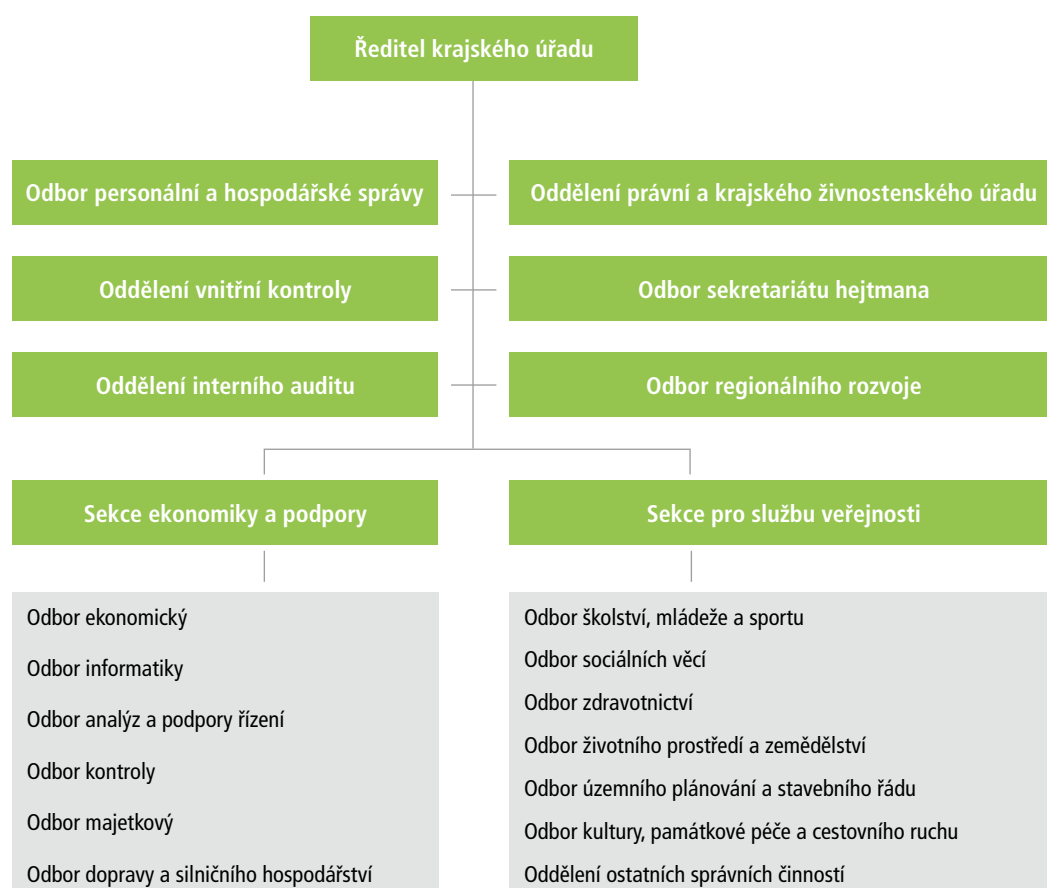 Ředitel krajského úřadu
Odbor personální a hospodářské správy
Oddělení právní a krajského živnostenského úřadu
Oddělení vnitřní kontroly
Odbor sekretariátu hejtmana
Oddělení interního auditu
Odbor regionálního rozvoje
Sekce ekonomiky a podpory
Sekce pro službu veřejnosti
Odbor ekonomický
Odbor informatiky
Odbor analýz a podpory řízení
Odbor kontroly
Odbor majetkový
Odbor dopravy a silničního hospodářství
Odbor školství, mládeže a sportu
Odbor sociálních věcí
Odbor zdravotnictví
Odbor životního prostředí a zemědělství
Odbor územního plánování a stavebního řádu
Odbor kultury, památkové péče a cestovního ruchu
Oddělení ostatních správních činností